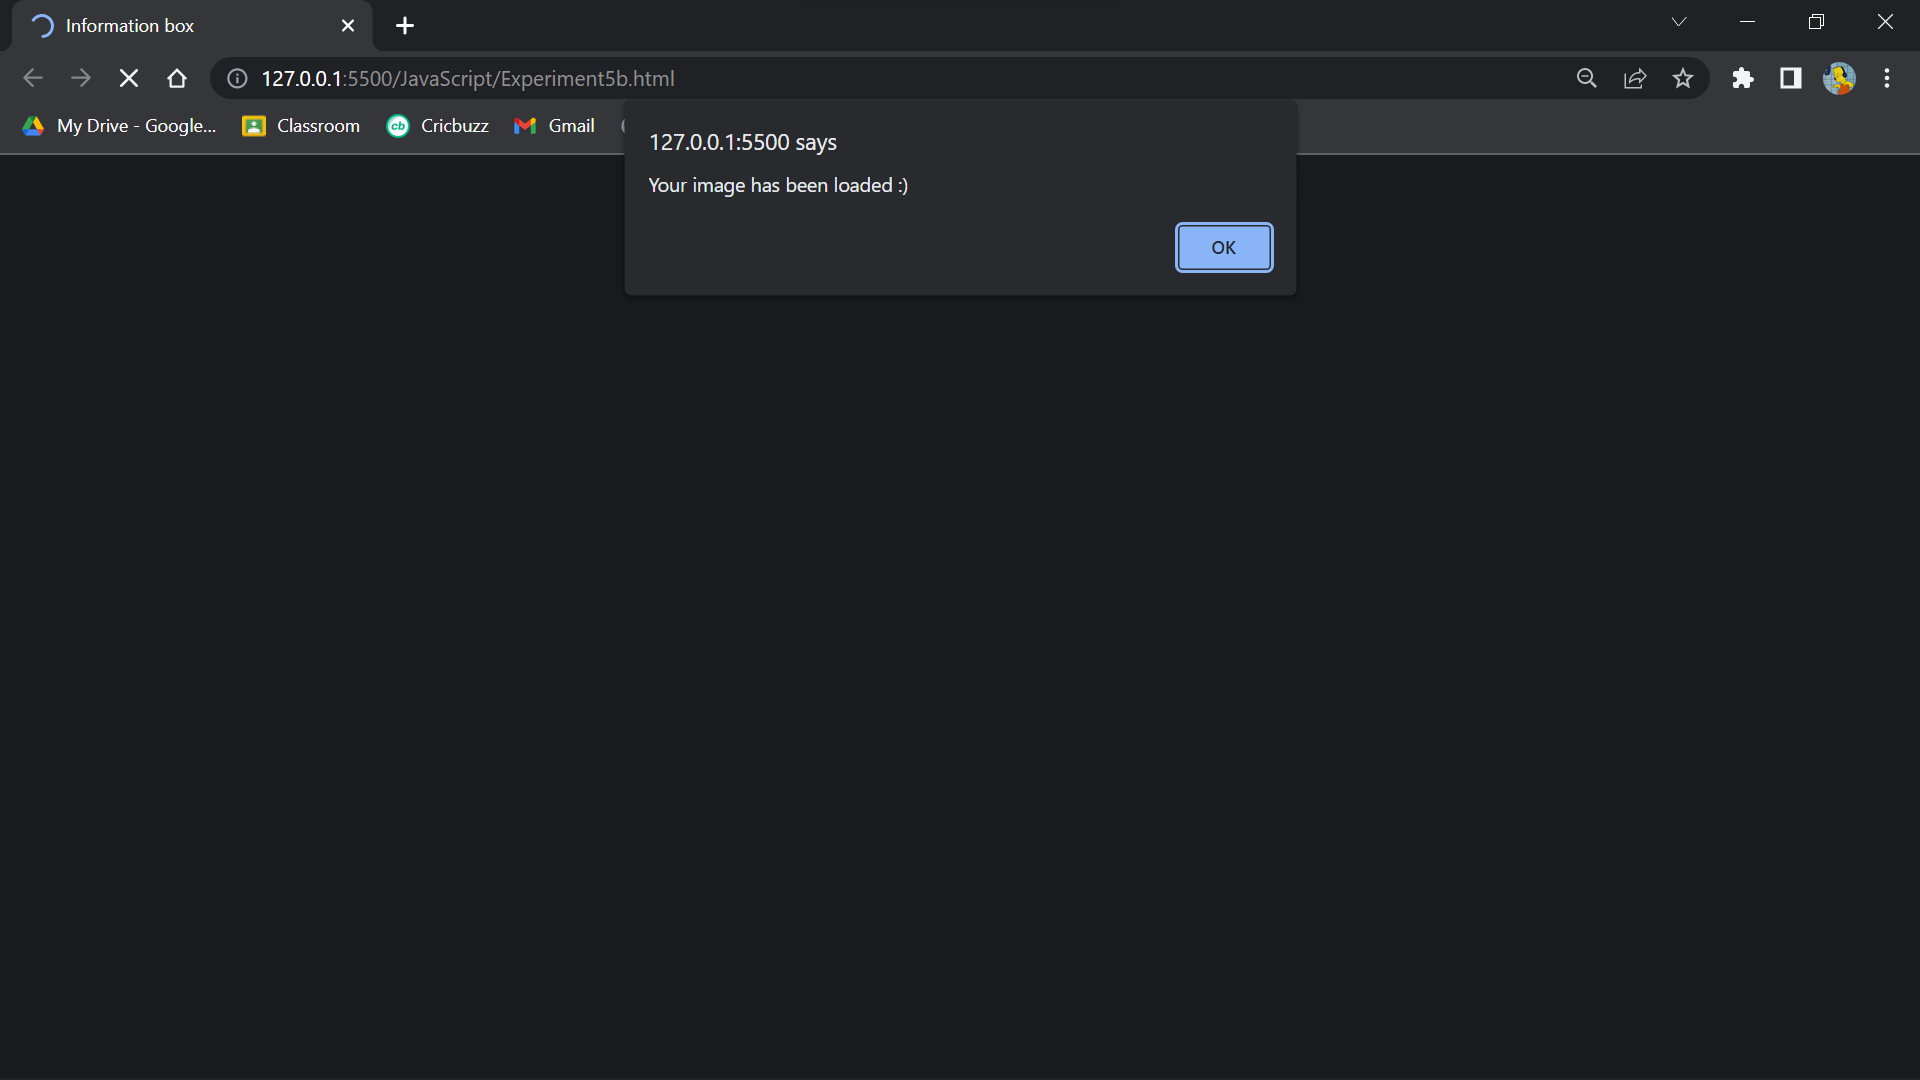 Information box
127.0.0.1:5500/JavaScript/Experiment5b.html
My Drive - Google...
Classroom
cb
Cricbuzz
Gmail
127.0.0.1:5500 says
Your image has been loaded :)
OK